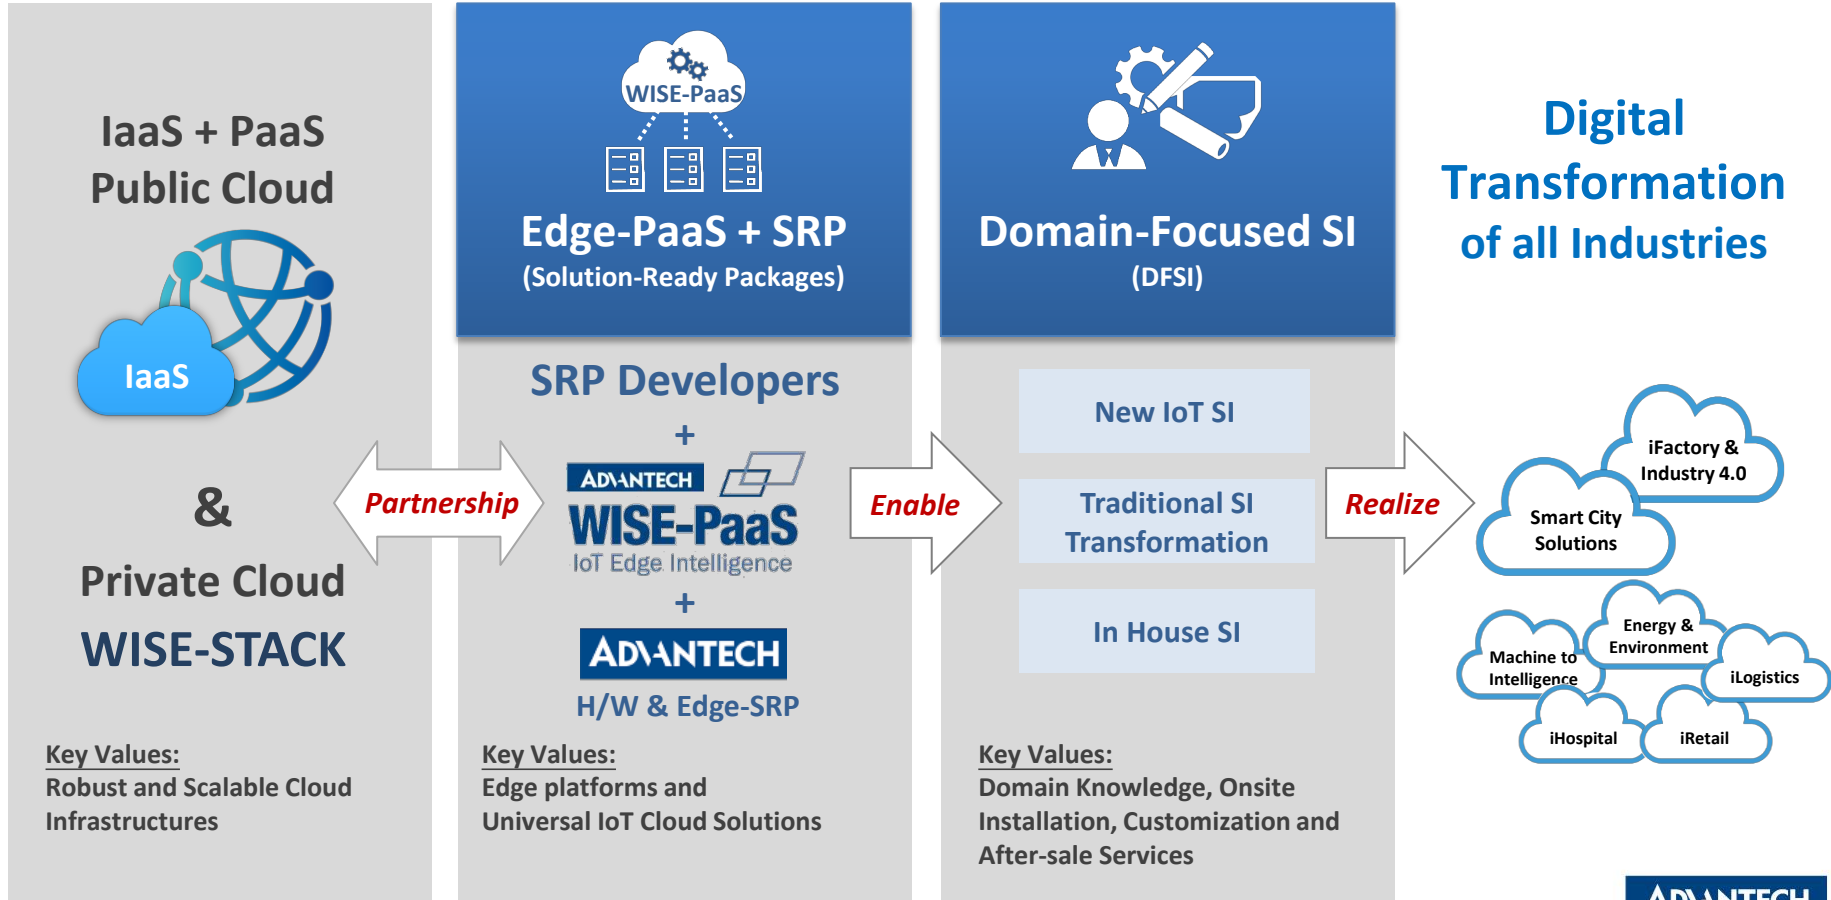 IaaS + PaaS
Public Cloud
IaaS
&
Private Cloud
WISE-STACK
Key Values:
Robust and Scalable Cloud
Infrastructures
Partnership
WISE-PaaS
Edge-PaaS + SRP
(Solution-Ready Packages)
SRP Developers
+
ADVANTECH
WISE-PaaS
IoT Edge Intelligence
+
ADVANTECH
H/W & Edge-SRP
Key Values:
Edge platforms and
Universal IoT Cloud Solutions
Enable
Domain-Focused SI
(DFSI)
New IoT SI
Traditional SI
Transformation
In House SI
Key Values:
Domain Knowledge, Onsite
Installation, Customization and
After-sale Services
Realize
Digital
Transformation
of all Industries
iFactory &
Industry 4.0
Smart City
Solutions
Energy &
Environment
Machine to
Intelligence
iLogistics
iHospital
iRetail
ADVANTECH